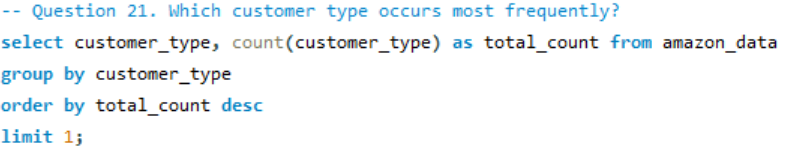 -- Question 21. Which customer type occurs most frequently?
select customer_type, count(customer_type) as total_count from amazon_data
group by customer_type
order by total_count desc
limit 1;